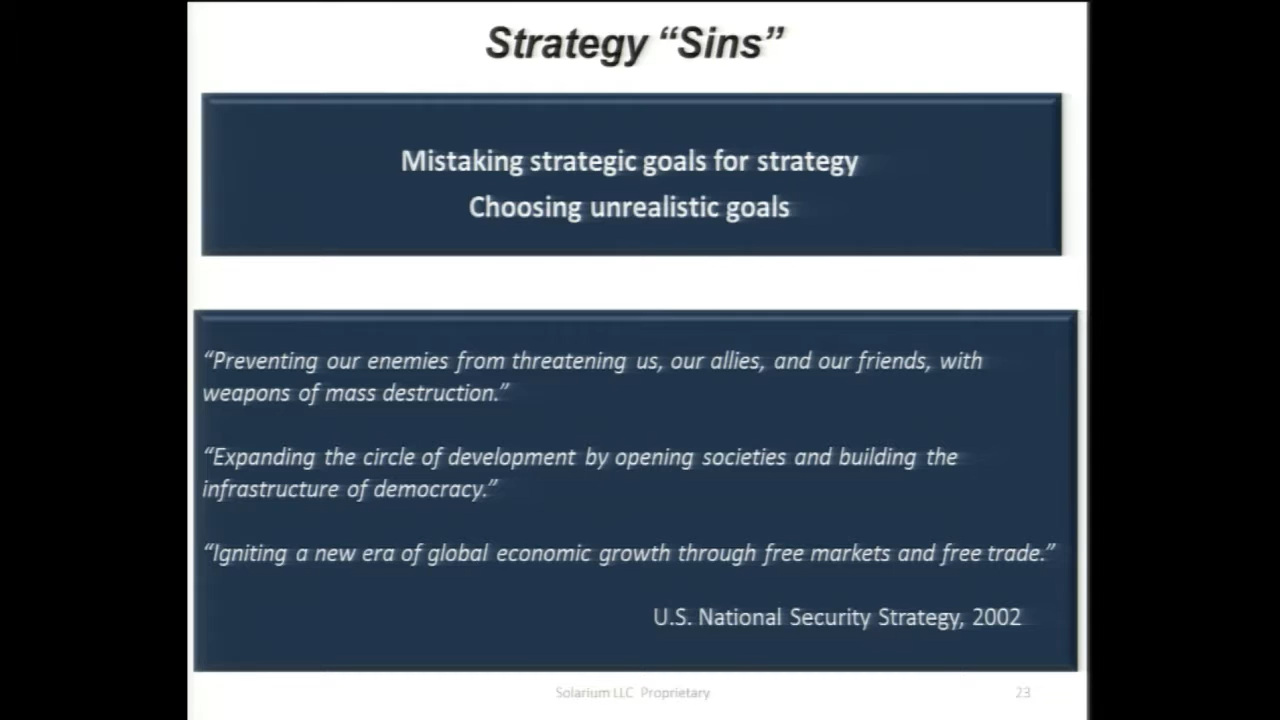 Strategy “Sins”
Mistaking strategic goals for strategy
Choosing unrealistic goals
“Preventing our enemies from threatening us, our allies, and our friends, with
weapons of mass destruction.”
“Expanding the circle of development by opening societies and building the
infrastructure of democracy.”
“Igniting a new era of global economic growth through free markets and free trade.”
U.S. National Security Strategy, 2002
Solarium LLC Proprietary
23